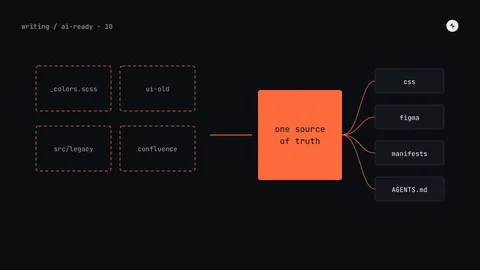 writing / ai-ready · 10
_colors.scss
ui-old
src/legacy
confluence
one source
of truth
css
figma
manifests
AGENTS.md